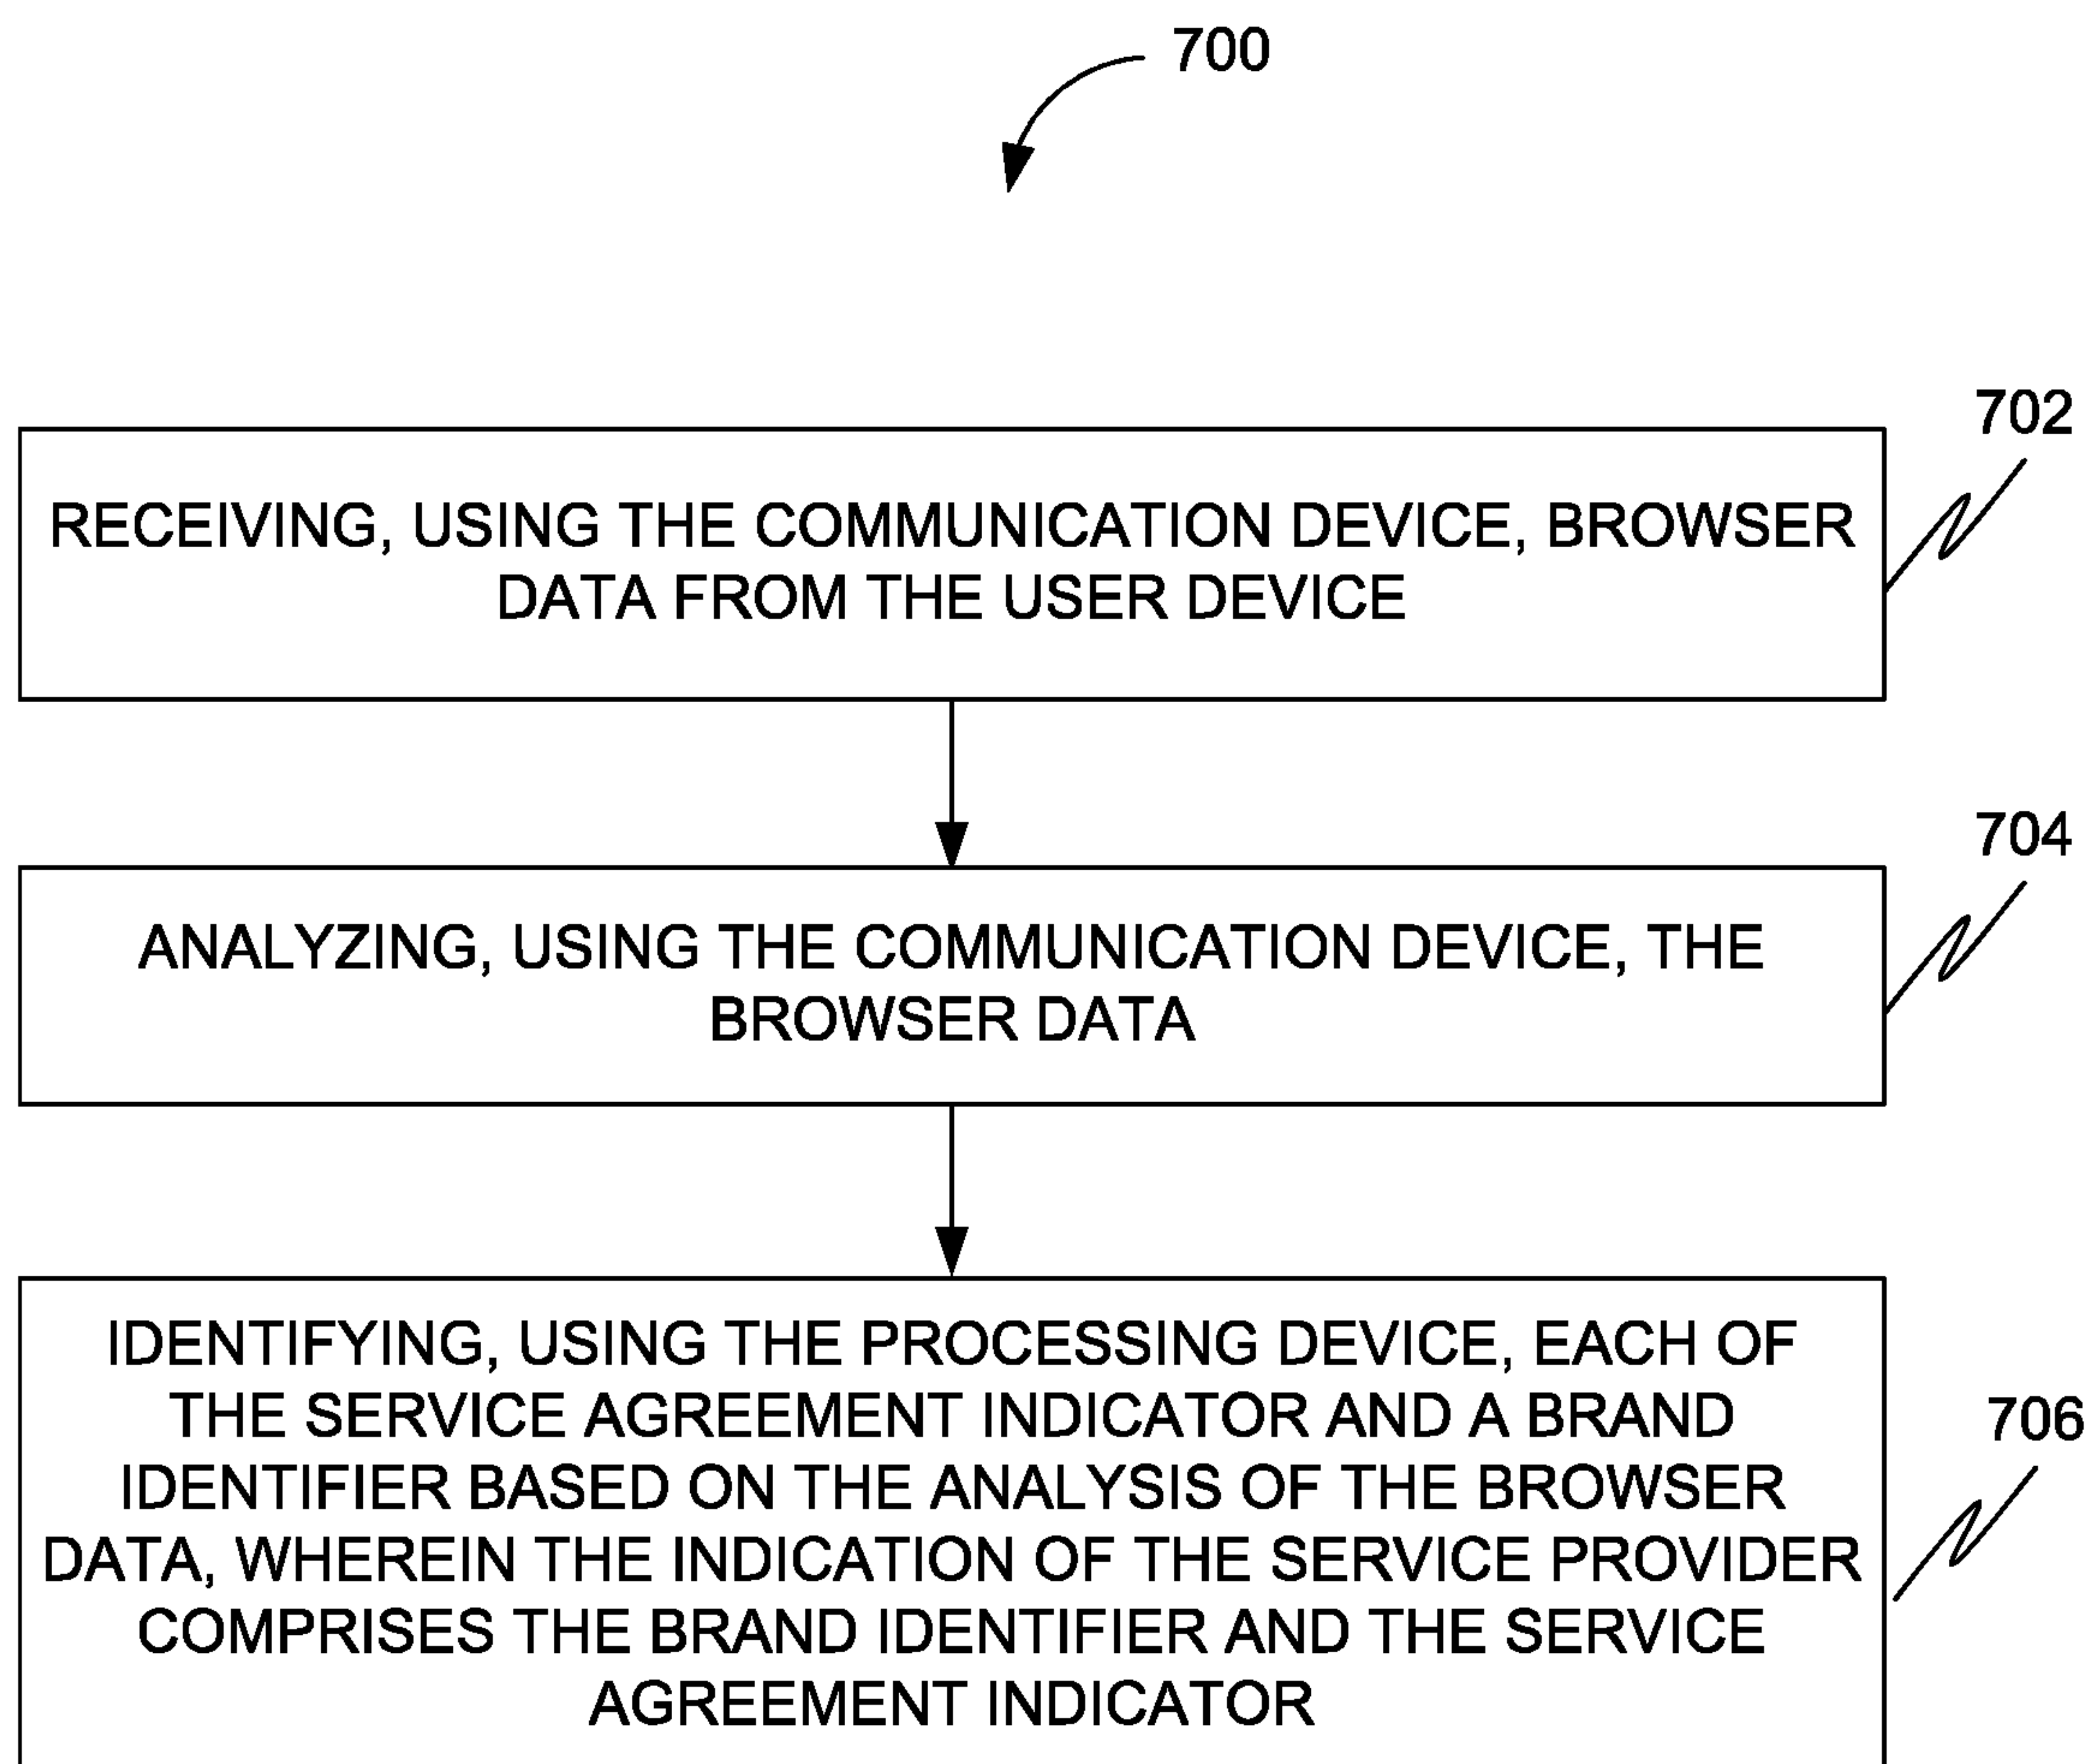 700
702
RECEIVING, USING THE COMMUNICATION DEVICE, BROWSER
DATA FROM THE USER DEVICE
704
ANALYZING, USING THE COMMUNICATION DEVICE, THE
BROWSER DATA
IDENTIFYING, USING THE PROCESSING DEVICE, EACH OF
THE SERVICE AGREEMENT INDICATOR AND A BRAND
706
IDENTIFIER BASED ON THE ANALYSIS OF THE BROWSER
DATA, WHEREIN THE INDICATION OF THE SERVICE PROVIDER
COMPRISES THE BRAND IDENTIFIER AND THE SERVICE
AGREEMENT INDICATOR